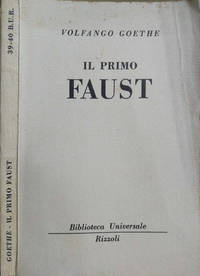 39-40 B.U.R.
GOETHE - IL PRIMO FAUST
VOLFANGO GOETHE
IL PRIMO
FAUST
Biblioteca Universale
Rizzoli